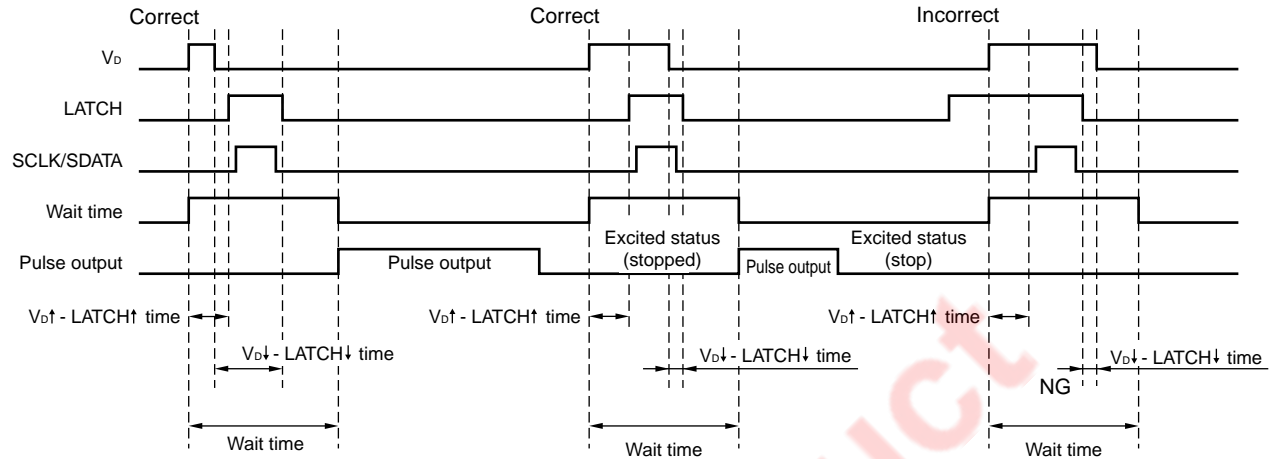 Correct Correct Incorrect
VD
LATCH
SCLK/SDATA
Wait time
Pulse output
Pulse output
Excited status
(stopped)
Pulse output
Excited status
(stop)
VD↑ - LATCH↑ time VD↑ - LATCH↑ time VD↑ - LATCH↑ time
VD↓ - LATCH↓ time VD↓ - LATCH↓ time VD↓ - LATCH↓ time
NG
Wait time Wait time Wait time
uct